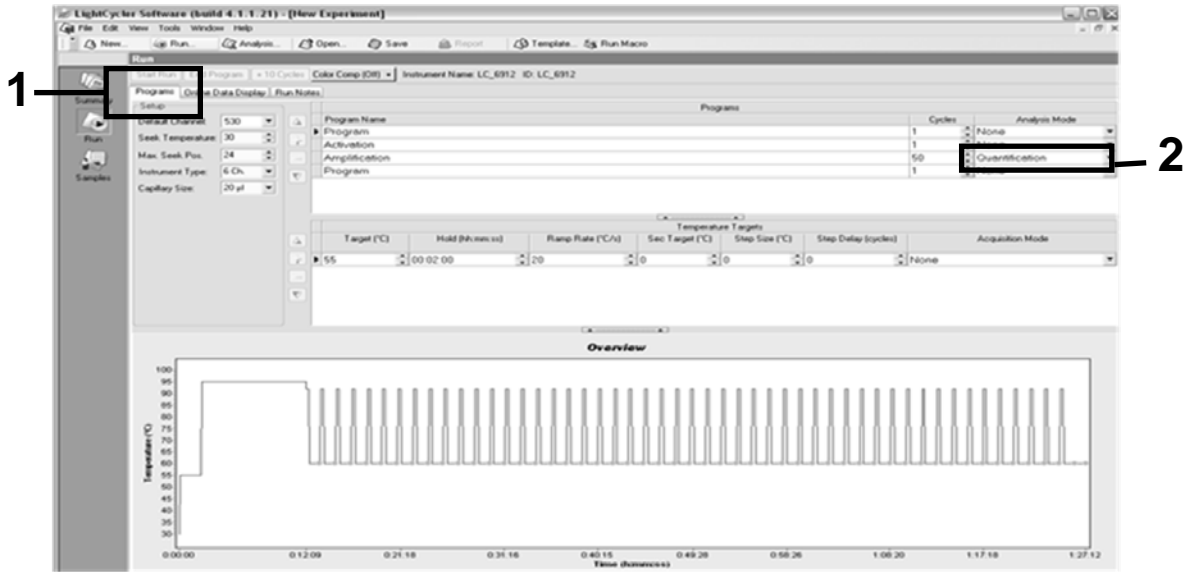 LightCycler Software (build 4.1.1.21) - [New Experiment]
File Edit View Tools Window Help
New... Run... Analysis... Open... Save Report Template... Run Macro
Run
Start Run End Program + 10 Cycles Color Comp (Off) Instrument Name: LC_6912 ID: LC_6912
1
Programs Online Data Display Run Notes
Summary
Run
Samples
Setup
Default Channel: 530
Seek Temperature: 30
Max. Seek Pos. 24
Instrument Type: 6 Ch.
Capillary Size: 20 µl
Programs
Program Name Cycles Analysis Mode
Program 1 None
Activation 1 None
Amplification 50 Quantification
Program 1 None
2
Temperature Targets
Target (°C) Hold (hh:mm:ss) Ramp Rate (°C/s) Sec Target (°C) Step Size (°C) Step Delay (cycles) Acquisition Mode
55 00:02:00 20 0 0 0 None
Overview
Temperature (°C)
100
95
90
85
80
75
70
65
60
55
50
45
40
35
30
0:00:00 0:12:09 0:21:18 0:31:16 0:40:15 0:49:28 0:58:26 1:08:20 1:17:18 1:27:12
Time (h:mm:ss)